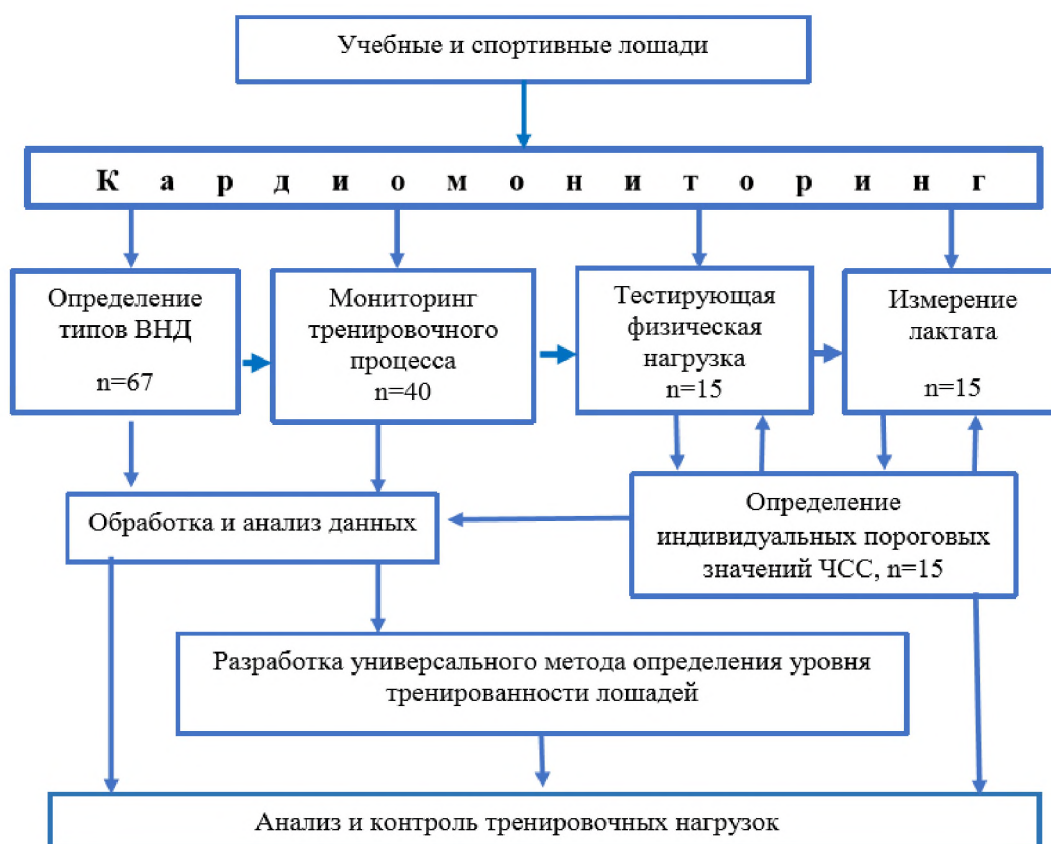 Учебные и спортивные лошади
К а р д и о м о н и т о р и н г
Определение
типов ВНД
n=67
Мониторинг
тренировочного
процесса
n=40
Тестирующая
физическая
нагрузка
n=15
Измерение
лактата
n=15
Обработка и анализ данных
Определение
индивидуальных пороговых
значений ЧСС, n=15
Разработка универсального метода определения уровня
тренированности лошадей
Анализ и контроль тренировочных нагрузок